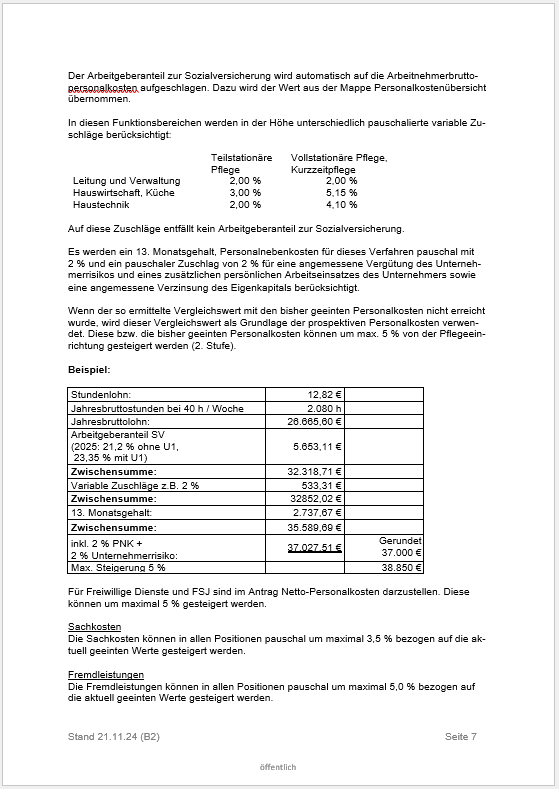 Der Arbeitgeberanteil zur Sozialversicherung wird automatisch auf die Arbeitnehmerbrutto-
personalkosten aufgeschlagen. Dazu wird der Wert aus der Mappe Personalkostenübersicht
übernommen.
In diesen Funktionsbereichen werden in der Höhe unterschiedlich pauschalierte variable Zu-
schläge berücksichtigt:
Teilstationäre Pflege Vollstationäre Pflege, Kurzzeitpflege
Leitung und Verwaltung 2,00 % 2,00 %
Hauswirtschaft, Küche 3,00 % 5,15 %
Haustechnik 2,00 % 4,10 %
Auf diese Zuschläge entfällt kein Arbeitgeberanteil zur Sozialversicherung.
Es werden ein 13. Monatsgehalt, Personalnebenkosten für dieses Verfahren pauschal mit
2 % und ein pauschaler Zuschlag von 2 % für eine angemessene Vergütung des Unterneh-
merrisikos und eines zusätzlichen persönlichen Arbeitseinsatzes des Unternehmers sowie
eine angemessene Verzinsung des Eigenkapitals berücksichtigt.
Wenn der so ermittelte Vergleichswert mit den bisher geeinten Personalkosten nicht erreicht
wurde, wird dieser Vergleichswert als Grundlage der prospektiven Personalkosten verwen-
det. Diese bzw. die bisher geeinten Personalkosten können um max. 5 % von der Pflegeein-
richtung gesteigert werden (2. Stufe).
Beispiel:
Stundenlohn: 12,82 €
Jahresbruttostunden bei 40 h / Woche 2.080 h
Jahresbruttolohn: 26.665,60 €
Arbeitgeberanteil SV
(2025: 21,2 % ohne U1, 5.653,11 €
23,35 % mit U1)
Zwischensumme: 32.318,71 €
Variable Zuschläge z.B. 2 % 533,31 €
Zwischensumme: 32852,02 €
13. Monatsgehalt: 2.737,67 €
Zwischensumme: 35.589,69 €
inkl. 2 % PNK +
2 % Unternehmerrisiko: 37.027,51 € Gerundet 37.000 €
Max. Steigerung 5 % 38.850 €
Für Freiwillige Dienste und FSJ sind im Antrag Netto-Personalkosten darzustellen. Diese
können um maximal 5 % gesteigert werden.
Sachkosten
Die Sachkosten können in allen Positionen pauschal um maximal 3,5 % bezogen auf die ak-
tuell geeinten Werte gesteigert werden.
Fremdleistungen
Die Fremdleistungen können in allen Positionen pauschal um maximal 5,0 % bezogen auf
die aktuell geeinten Werte gesteigert werden.
Stand 21.11.24 (B2) Seite 7
öffentlich